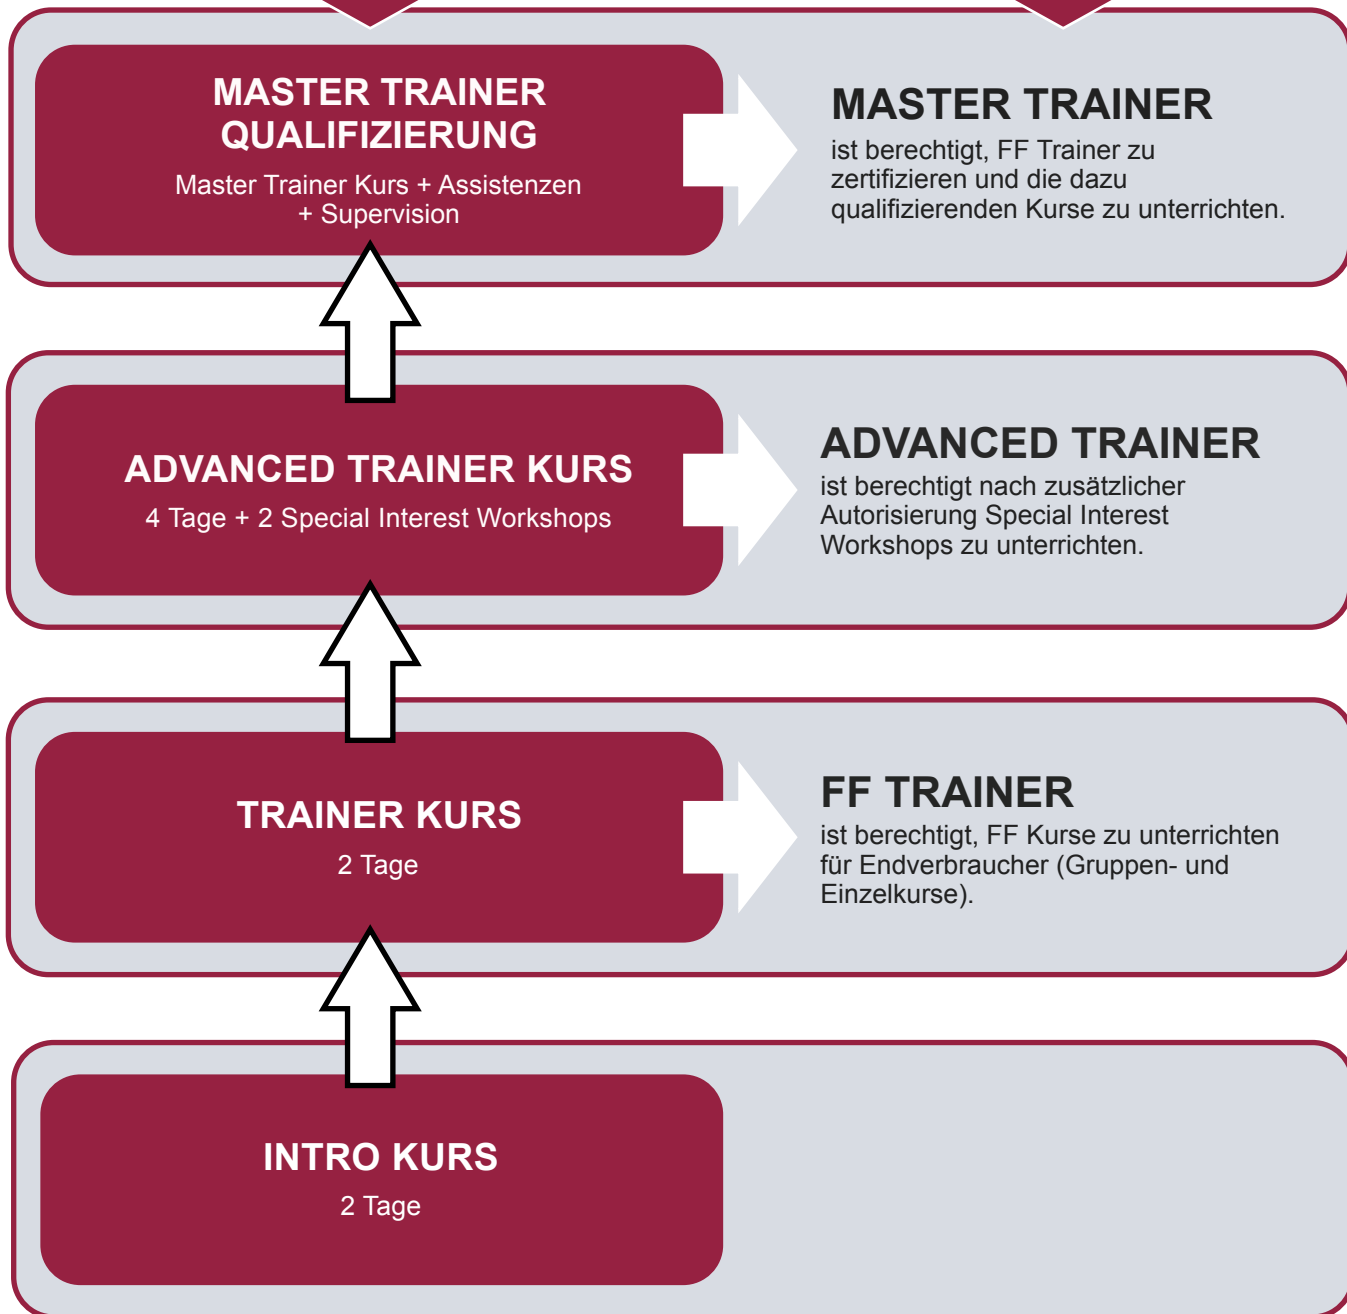 MASTER TRAINER
QUALIFIZIERUNG
Master Trainer Kurs + Assistenzen
+ Supervision
MASTER TRAINER
ist berechtigt, FF Trainer zu
zertifizieren und die dazu
qualifizierenden Kurse zu unterrichten.
ADVANCED TRAINER KURS
4 Tage + 2 Special Interest Workshops
ADVANCED TRAINER
ist berechtigt nach zusätzlicher
Autorisierung Special Interest
Workshops zu unterrichten.
TRAINER KURS
2 Tage
FF TRAINER
ist berechtigt, FF Kurse zu unterrichten
für Endverbraucher (Gruppen- und
Einzelkurse).
INTRO KURS
2 Tage